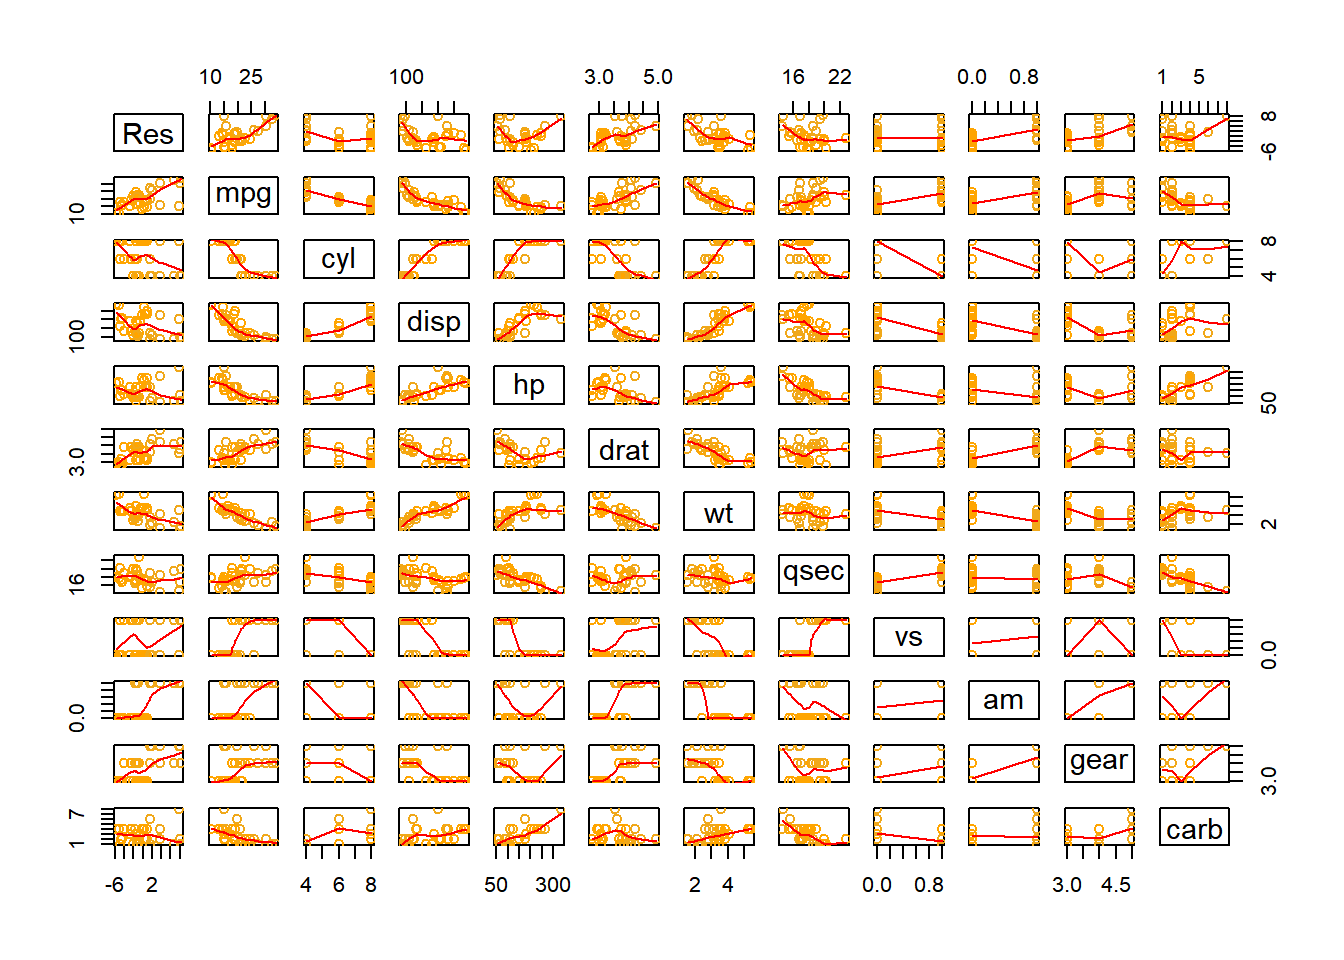 10 25 100 3.0 5.0 16 22 0.0 0.8 1 5
Res 8 -6
10 mpg
cyl 8 4
100 disp
hp 50
3.0 drat
wt 2
16 qsec
vs 0.0
0.0 am
gear 3.0
1 7 carb
-6 2 4 6 8 50 300 2 4 0.0 0.8 3.0 4.5